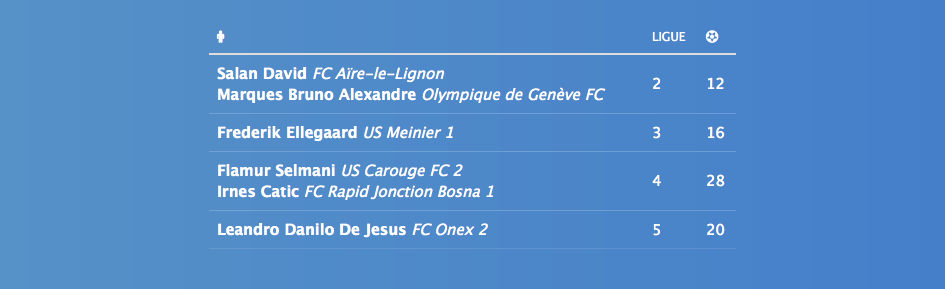 LIGUE
Salan David FC Aïre-le-Lignon
Marques Bruno Alexandre Olympique de Genève FC
2 12
Frederik Ellegaard US Meinier 1 3 16
Flamur Selmani US Carouge FC 2
Irnes Catic FC Rapid Jonction Bosna 1
4 28
Leandro Danilo De Jesus FC Onex 2 5 20